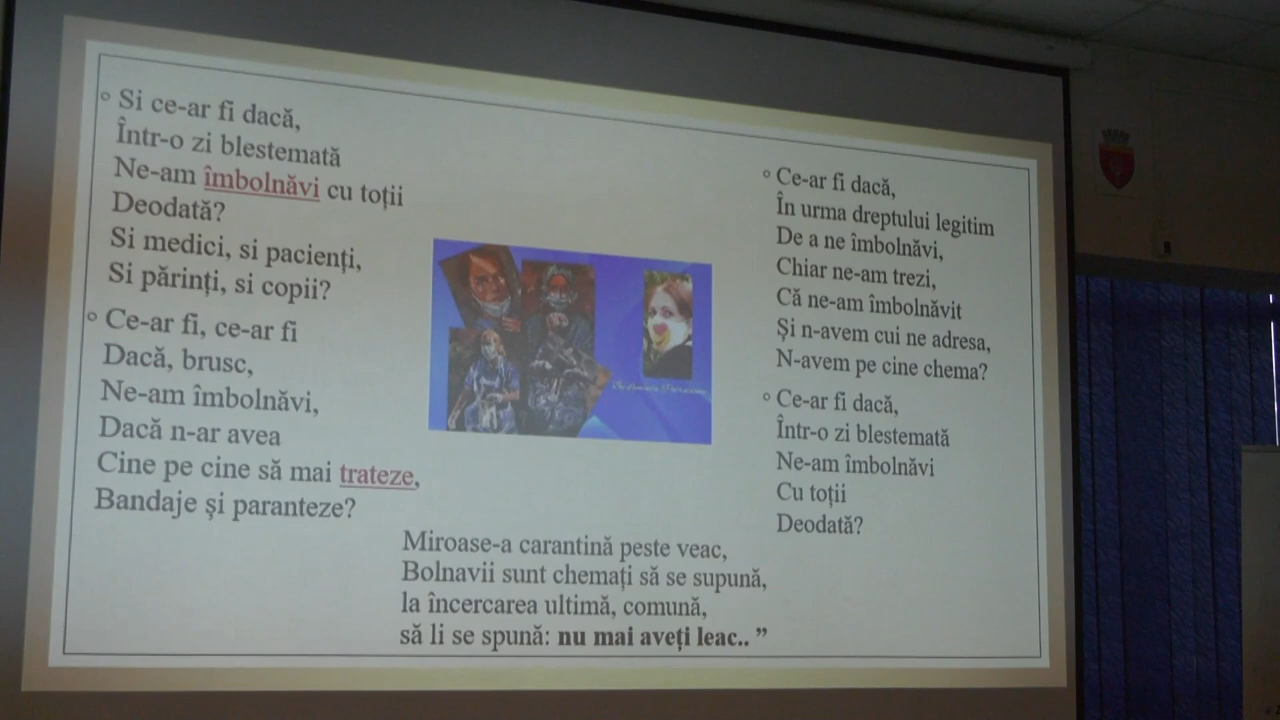 Si ce-ar fi dacă,
Într-o zi blestemată
Ne-am îmbolnăvi cu toții
Deodată?
Si medici, si pacienți,
Si părinți, si copii?
Ce-ar fi, ce-ar fi
Dacă, brusc,
Ne-am îmbolnăvi,
Dacă n-ar avea
Cine pe cine să mai trateze,
Bandaje şi paranteze?
Ce-ar fi dacă,
În urma dreptului legitim
De a ne îmbolnăvi,
Chiar ne-am trezi,
Că ne-am îmbolnăvit
Și n-avem cui ne adresa,
N-avem pe cine chema?
Ce-ar fi dacă,
Într-o zi blestemată
Ne-am îmbolnăvi
Cu toții
Deodată?
Miroase-a carantină peste veac,
Bolnavii sunt chemați să se supună,
la încercarea ultimă, comună,
să li se spună: nu mai aveți leac.. ”